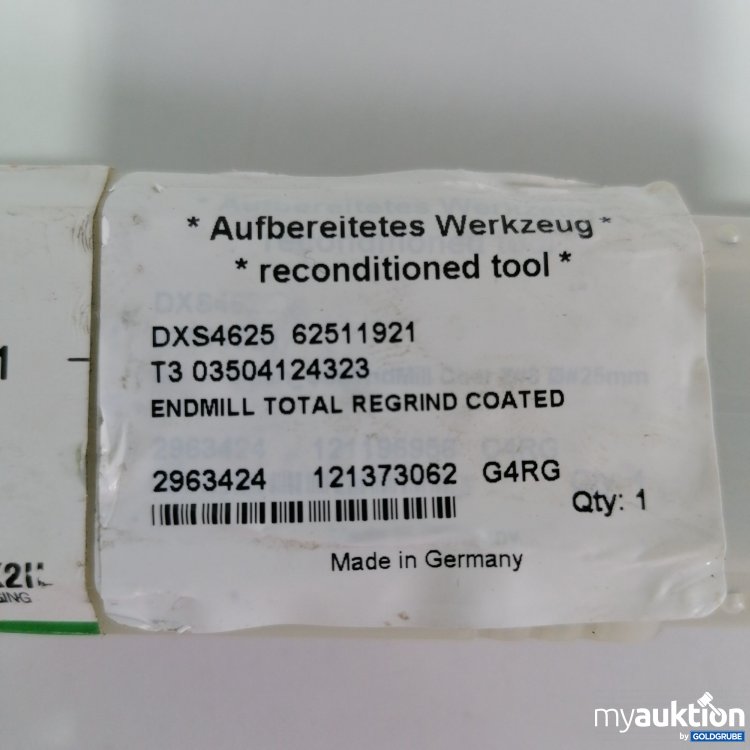 * Aufbereitetes Werkzeug *
* reconditioned tool *
DXS4625 62511921
T3 03504124323
ENDMILL TOTAL REGRIND COATED
2963424 121373062 G4RG
Qty: 1
Made in Germany
1
myauktion
by GOLDGRUBE